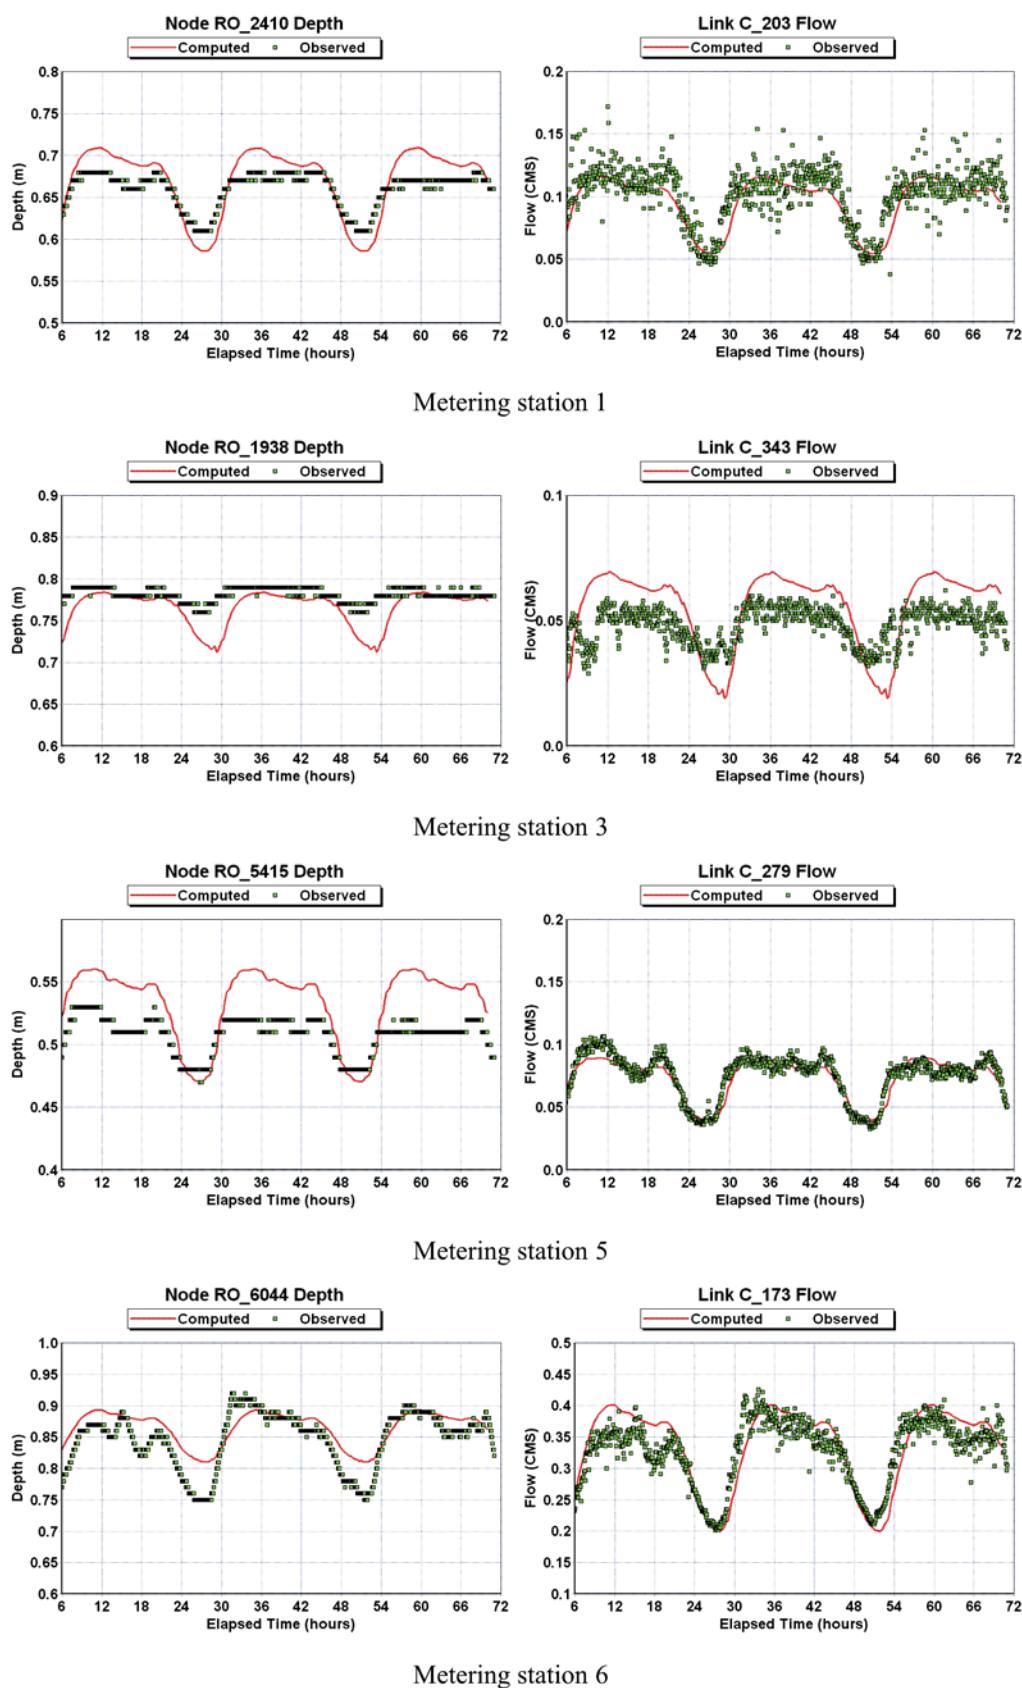 Node RO_2410 Depth
Computed Observed
0.8
0.7
0.65
0.6
0.5
Depth (m)
6 12 18 24 30 36 42 48 54 60 66 72
Elapsed Time (hours)
Link C_203 Flow
Computed Observed
0.2
0.15
0.1
0.05
0.0
Flow (CMS)
6 12 18 24 30 36 42 48 54 60 66 72
Elapsed Time (hours)
Metering station 1
Node RO_1938 Depth
Computed Observed
0.9
0.85
0.8
0.75
0.7
0.65
0.6
Depth (m)
6 12 18 24 30 36 42 48 54 60 66 72
Elapsed Time (hours)
Link C_343 Flow
Computed Observed
0.1
0.05
0.0
Flow (CMS)
6 12 18 24 30 36 42 48 54 60 66 72
Elapsed Time (hours)
Metering station 3
Node RO_5415 Depth
Computed Observed
0.55
0.5
0.45
0.4
Depth (m)
6 12 18 24 30 36 42 48 54 60 66 72
Elapsed Time (hours)
Link C_279 Flow
Computed Observed
0.2
0.15
0.1
0.05
0.0
Flow (CMS)
6 12 18 24 30 36 42 48 54 60 66 72
Elapsed Time (hours)
Metering station 5
Node RO_6044 Depth
Computed Observed
1.0
0.95
0.9
0.85
0.8
0.75
0.7
0.65
0.6
Depth (m)
6 12 18 24 30 36 42 48 54 60 66 72
Elapsed Time (hours)
Link C_173 Flow
Computed Observed
0.5
0.45
0.4
0.35
0.3
0.25
0.2
0.15
0.1
Flow (CMS)
6 12 18 24 30 36 42 48 54 60 66 72
Elapsed Time (hours)
Metering station 6